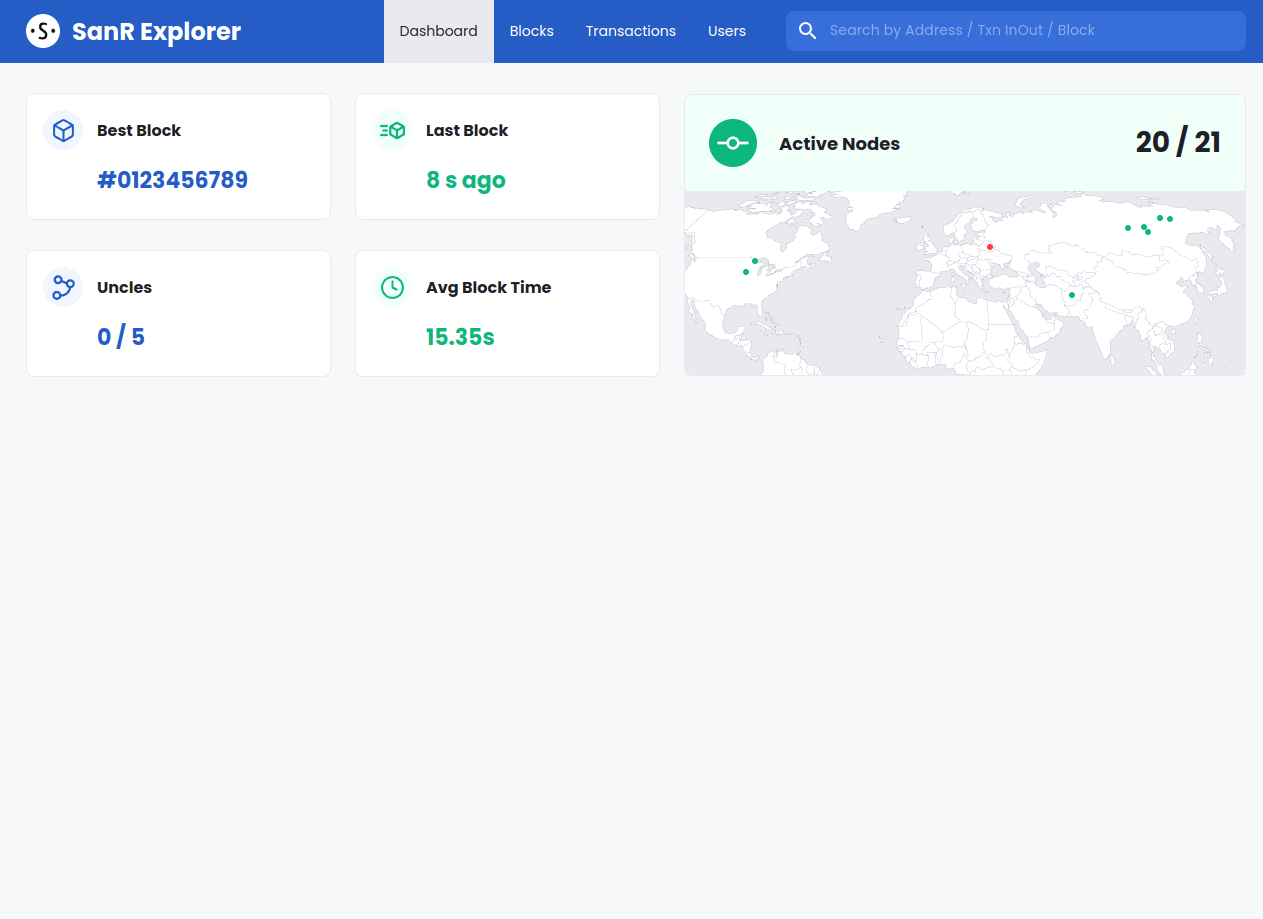 S
SanR Explorer
Dashboard
Blocks
Transactions
Users
Search by Address / Txn InOut / Block
Best Block
#0123456789
Last Block
8 s ago
Active Nodes
20 / 21
Uncles
0 / 5
Avg Block Time
15.35s